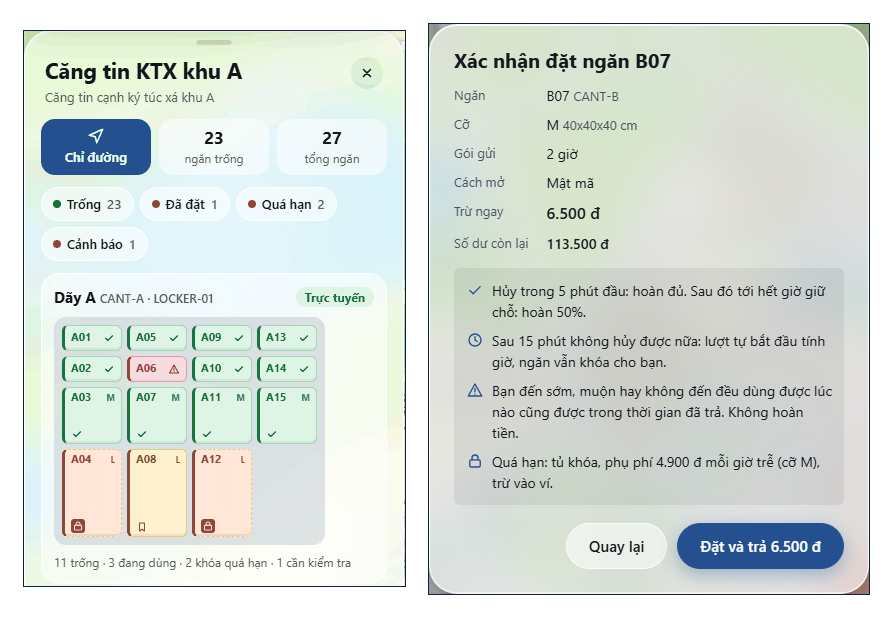 Căng tin KTX khu A
Căng tin cạnh ký túc xá khu A
Chỉ đường
23
ngăn trống
27
tổng ngăn
Trống 23
Đã đặt 1
Quá hạn 2
Cảnh báo 1
Dãy A CANT-A · LOCKER-01
Trực tuyến
A01 A05 A09 A13
A02 A06 A10 A14
A03 M A07 M A11 M A15 M
A04 L A08 L A12 L
11 trống · 3 đang dùng · 2 khóa quá hạn · 1 cần kiểm tra
Xác nhận đặt ngăn B07
Ngăn B07 CANT-B
Cỡ M 40x40x40 cm
Gói gửi 2 giờ
Cách mở Mật mã
Trừ ngay 6.500 đ
Số dư còn lại 113.500 đ
Hủy trong 5 phút đầu: hoàn đủ. Sau đó tới hết giờ giữ
chỗ: hoàn 50%.
Sau 15 phút không hủy được nữa: lượt tự bắt đầu tính
giờ, ngăn vẫn khóa cho bạn.
Bạn đến sớm, muộn hay không đến đều dùng được lúc
nào cũng được trong thời gian đã trả. Không hoàn
tiền.
Quá hạn: tủ khóa, phụ phí 4.900 đ mỗi giờ trễ (cỡ M),
trừ vào ví.
Quay lại
Đặt và trả 6.500 đ